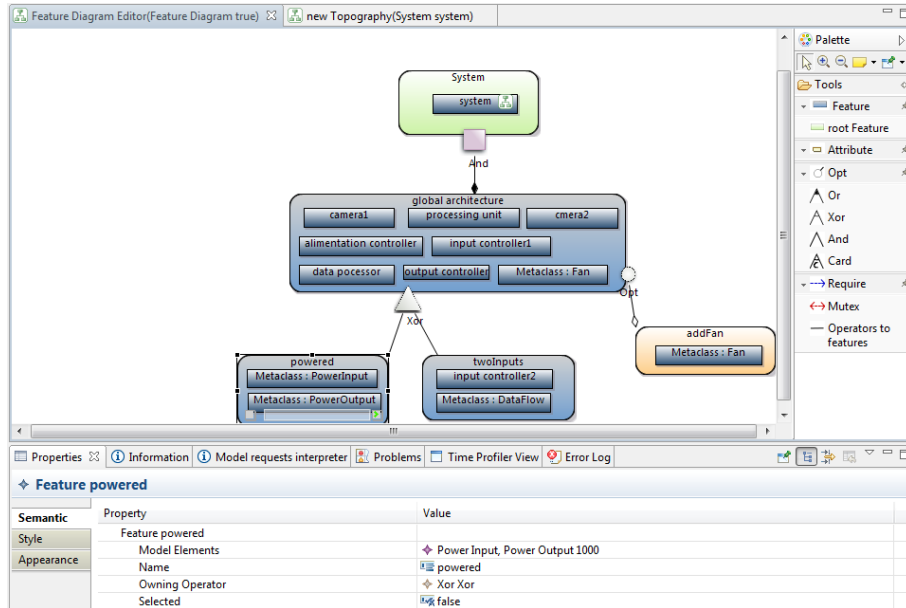 Feature Diagram Editor(Feature Diagram true)
new Topography(System system)
Palette
Tools
Feature
root Feature
Attribute
Opt
Or
Xor
And
Card
Require
Mutex
Operators to
features
System
system
And
global architecture
camera1
processing unit
cmera2
alimentation controller
input controller1
data pocessor
output controller
Metaclass : Fan
Opt
Xor
addFan
Metaclass : Fan
powered
Metaclass : PowerInput
Metaclass : PowerOutput
twoInputs
input controller2
Metaclass : DataFlow
Properties
Information
Model requests interpreter
Problems
Time Profiler View
Error Log
Feature powered
Semantic
Style
Appearance
Property Value
Feature powered
Model Elements Power Input, Power Output 1000
Name powered
Owning Operator Xor Xor
Selected false